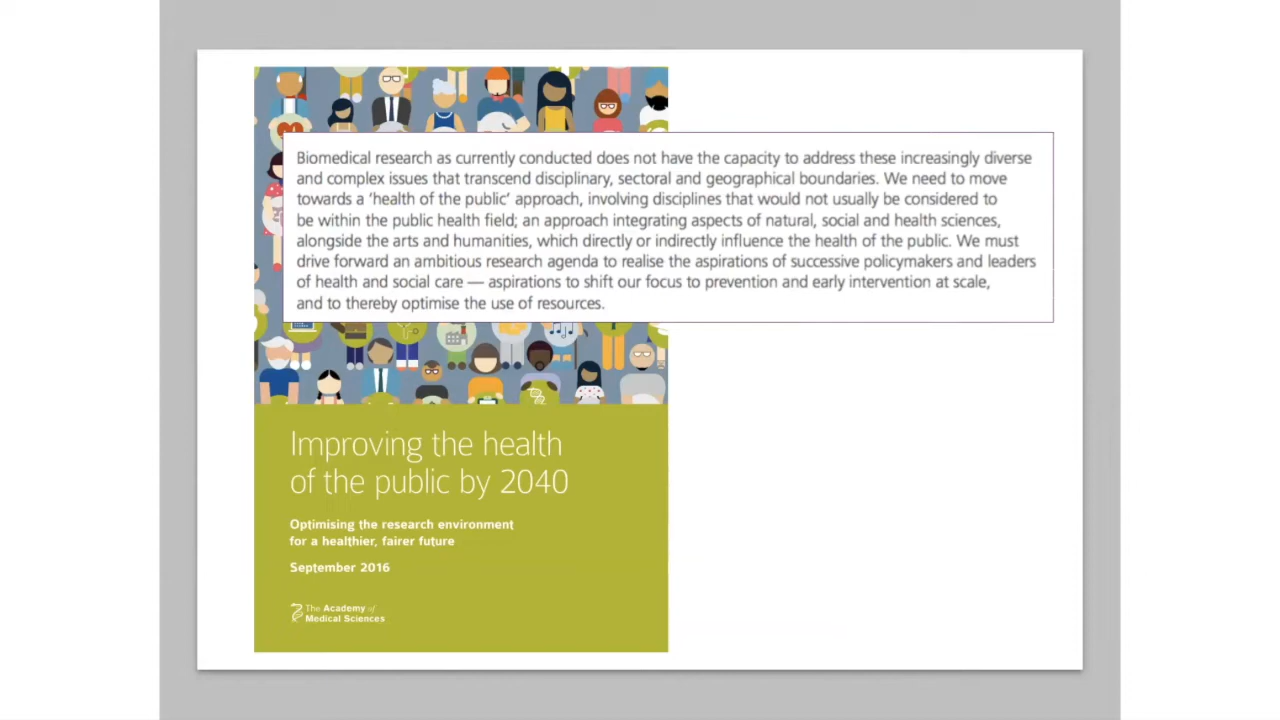 Biomedical research as currently conducted does not have the capacity to address these increasingly diverse
and complex issues that transcend disciplinary, sectoral and geographical boundaries. We need to move
towards a ‘health of the public’ approach, involving disciplines that would not usually be considered to
be within the public health field; an approach integrating aspects of natural, social and health sciences,
alongside the arts and humanities, which directly or indirectly influence the health of the public. We must
drive forward an ambitious research agenda to realise the aspirations of successive policymakers and leaders
of health and social care — aspirations to shift our focus to prevention and early intervention at scale,
and to thereby optimise the use of resources.
Improving the health
of the public by 2040
Optimising the research environment
for a healthier, fairer future
September 2016
The Academy of
Medical Sciences